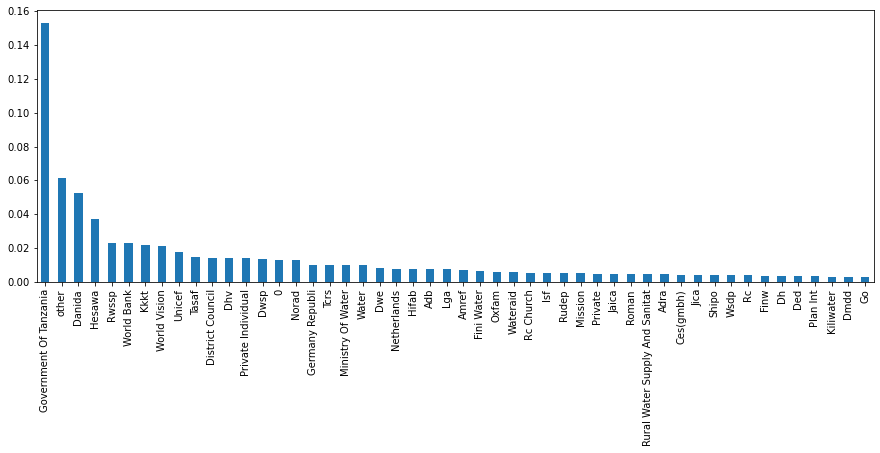 0.16
0.14
0.12
0.10
0.08
0.06
0.04
0.02
0.00
Government Of Tanzania
other
Danida
Hesawa
Rwssp
World Bank
Kkkt
World Vision
Unicef
Tasaf
District Council
Dhv
Private Individual
Dwsp
0
Norad
Germany Republi
Tcrs
Ministry Of Water
Water
Dwe
Netherlands
Hifab
Adb
Lga
Amref
Fini Water
Oxfam
Wateraid
Rc Church
Isf
Rudep
Mission
Private
Jaica
Roman
Rural Water Supply And Sanitat
Adra
Ces(gmbh)
Jica
Shipo
Wsdp
Rc
Finw
Dh
Ded
Plan Int
Kiliwater
Dmdd
Go